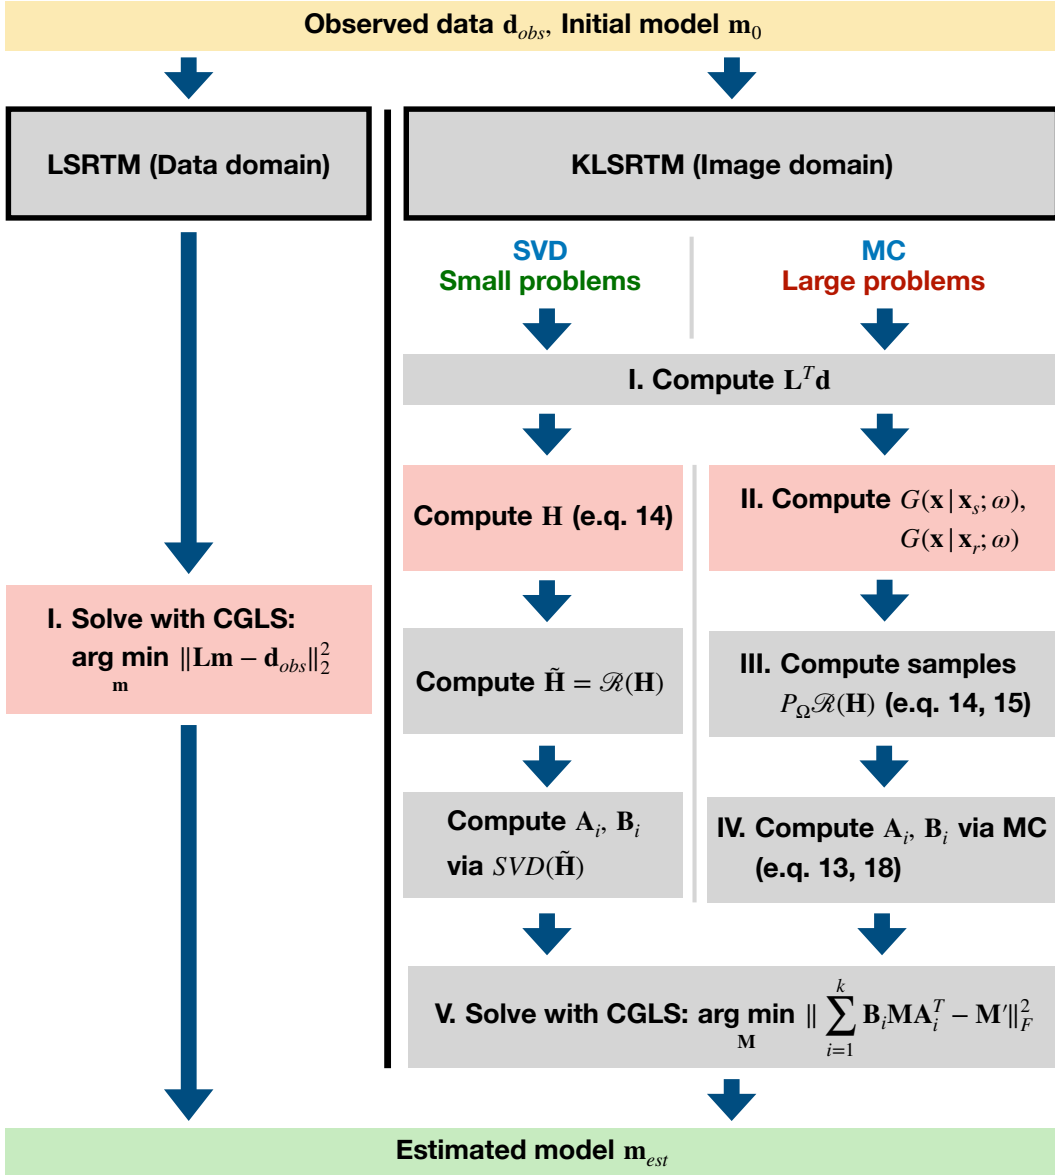 Observed data d_obs, Initial model m_0
LSRTM (Data domain)
KLSRTM (Image domain)
SVD
Small problems
MC
Large problems
I. Compute L^T d
Compute H (e.q. 14)
II. Compute G(x|x_s; ω),
G(x|x_r; ω)
I. Solve with CGLS:
arg min ‖Lm − d_obs‖_2^2
m
Compute H̃ = ℛ(H)
III. Compute samples
P_Ω ℛ(H) (e.q. 14, 15)
Compute A_i, B_i
via SVD(H̃)
IV. Compute A_i, B_i via MC
(e.q. 13, 18)
V. Solve with CGLS: arg min_M ‖ ∑_{i=1}^k B_i M A_i^T − M′‖_F^2
Estimated model m_est